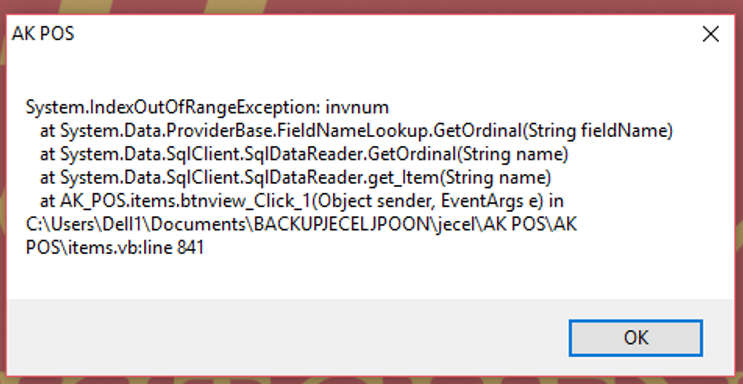 AK POS
System.IndexOutOfRangeException: invnum
at System.Data.ProviderBase.FieldNameLookup.GetOrdinal(String fieldName)
at System.Data.SqlClient.SqlDataReader.GetOrdinal(String name)
at System.Data.SqlClient.SqlDataReader.get_Item(String name)
at AK_POS.items.btnview_Click_1(Object sender, EventArgs e) in
C:\Users\Dell1\Documents\BACKUPJECELJPOON\jecel\AK POS\AK
POS\items.vb:line 841
OK